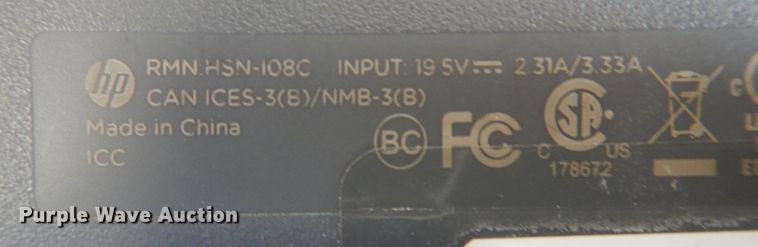 hp
RMN:HSN-I08C INPUT: 19.5V 2.31A/3.33A
CAN ICES-3(B)/NMB-3(B)
Made in China
ICC
BC FC
SA
C US
178672
Purple Wave Auction